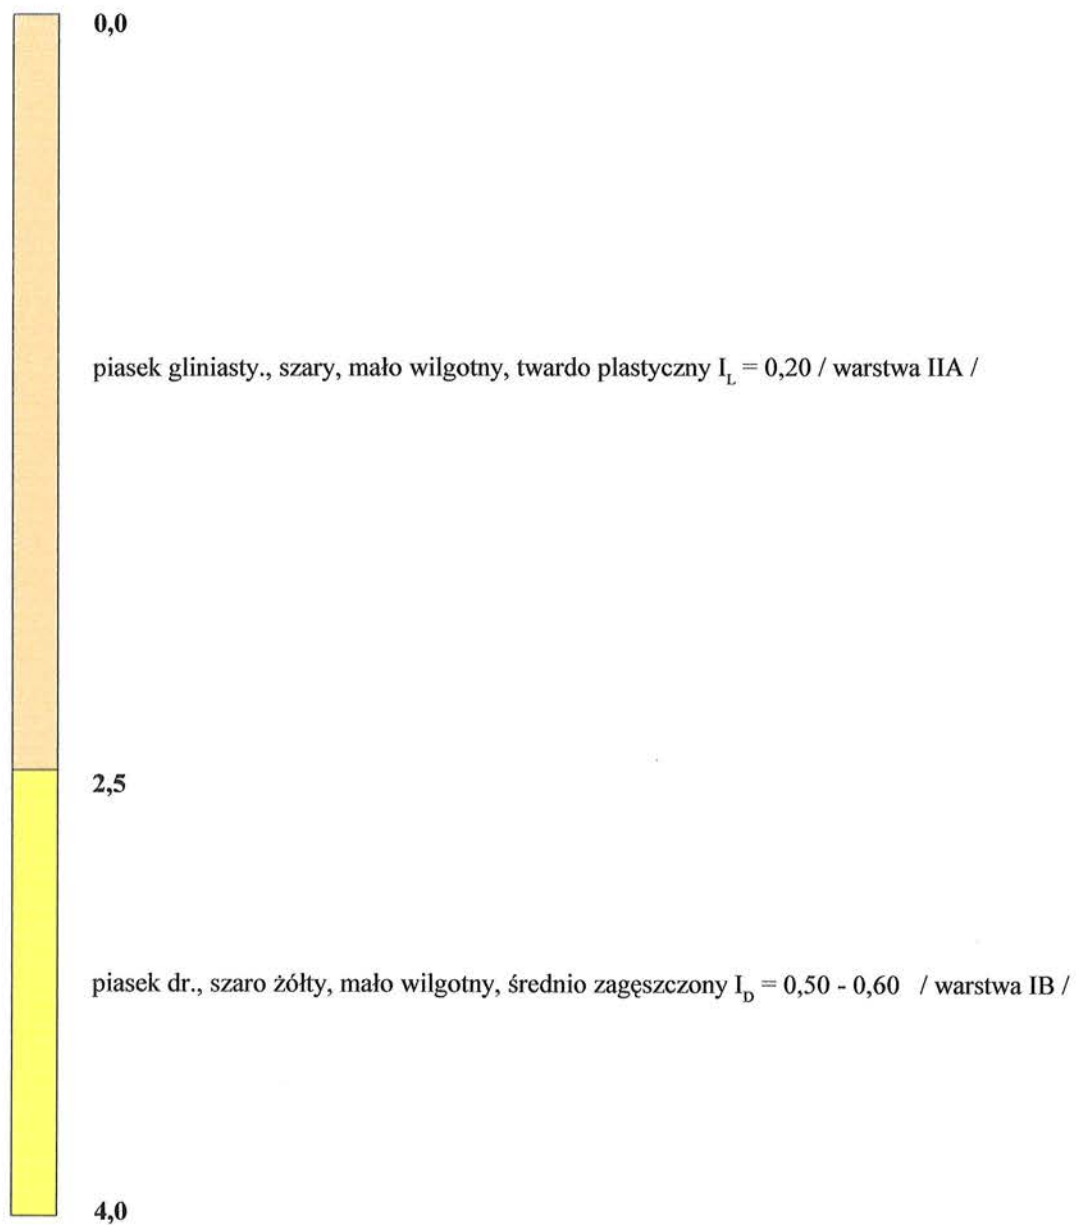 0,0
piasek gliniasty., szary, mało wilgotny, twardo plastyczny I_L = 0,20 / warstwa IIA /
2,5
piasek dr., szaro żółty, mało wilgotny, średnio zagęszczony I_D = 0,50 - 0,60 / warstwa IB /
4,0